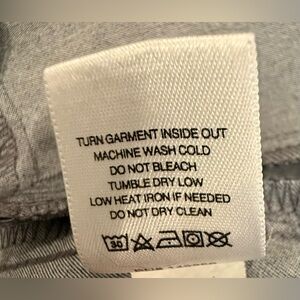 TURN GARMENT INSIDE OUT
MACHINE WASH COLD
DO NOT BLEACH
TUMBLE DRY LOW
LOW HEAT IRON IF NEEDED
DO NOT DRY CLEAN
30